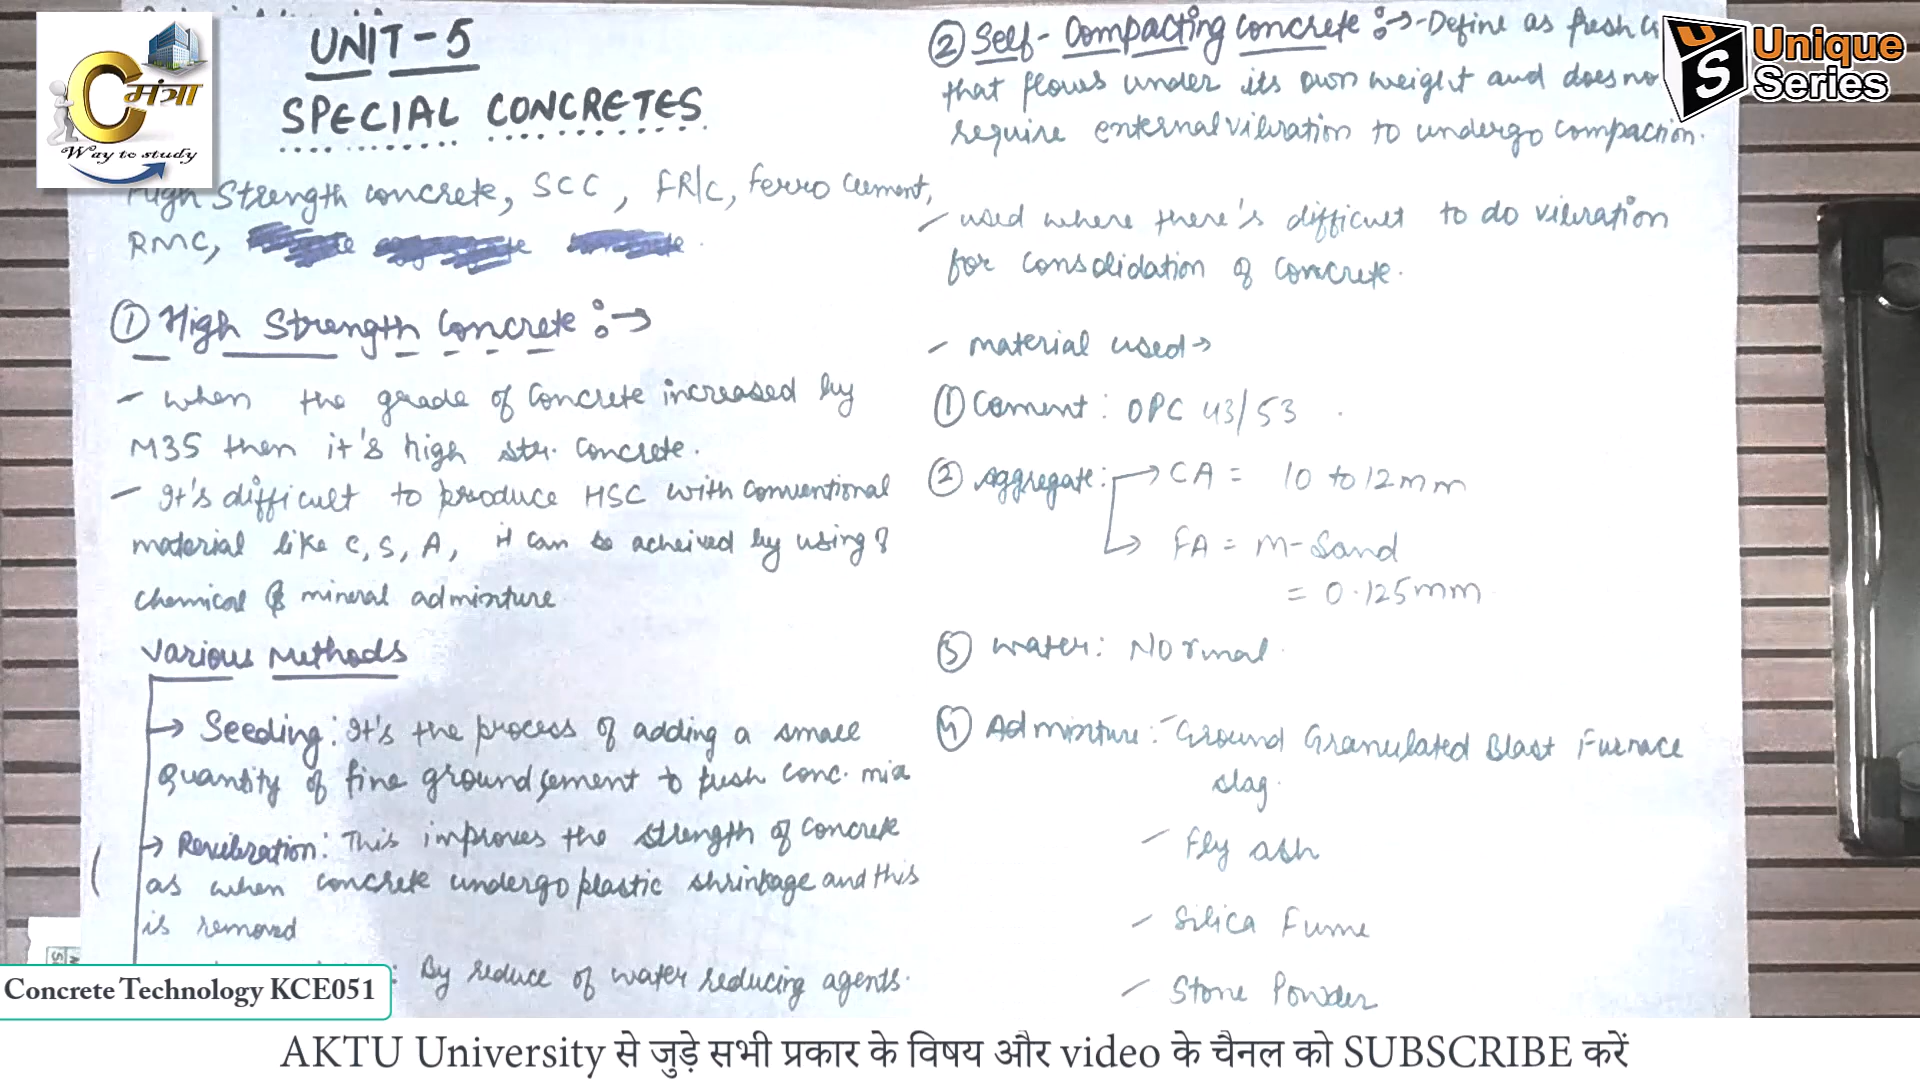 C मंत्रा
Way to study
UNIT-5
SPECIAL CONCRETES
High Strength concrete, SCC, FR/C, Ferro Cement,
RMC,
① High Strength Concrete :→
- when the grade of Concrete increased by
M35 then it's high str. Concrete.
- It's difficult to produce HSC with conventional
material like C, S, A, it can be acheived by using
chemical & mineral admixture
Various Methods
→ Seeding: It's the process of adding a small
quantity of fine ground cement to fresh conc. mix
→ Revibration: This improves the strength of concrete
as when concrete undergo plastic shrinkage and this
is removed
: By reduce of water reducing agents.
② Self-Compacting concrete :→ Define as fresh
that flows under its own weight and does no
require external vibration to undergo compaction.
- used where there's difficult to do vibration
for consolidation of concrete.
- material used→
① Cement: OPC 43/53
② Aggregate: → CA = 10 to 12mm
→ FA = M-Sand
= 0.125mm
③ water: Normal
④ Admixture: - Ground Granulated Blast Furnace
slag.
- Fly ash
- Silica Fume
- Stone Powder
US Unique
Series
Concrete Technology KCE051
AKTU University से जुड़े सभी प्रकार के विषय और video के चैनल को SUBSCRIBE करें